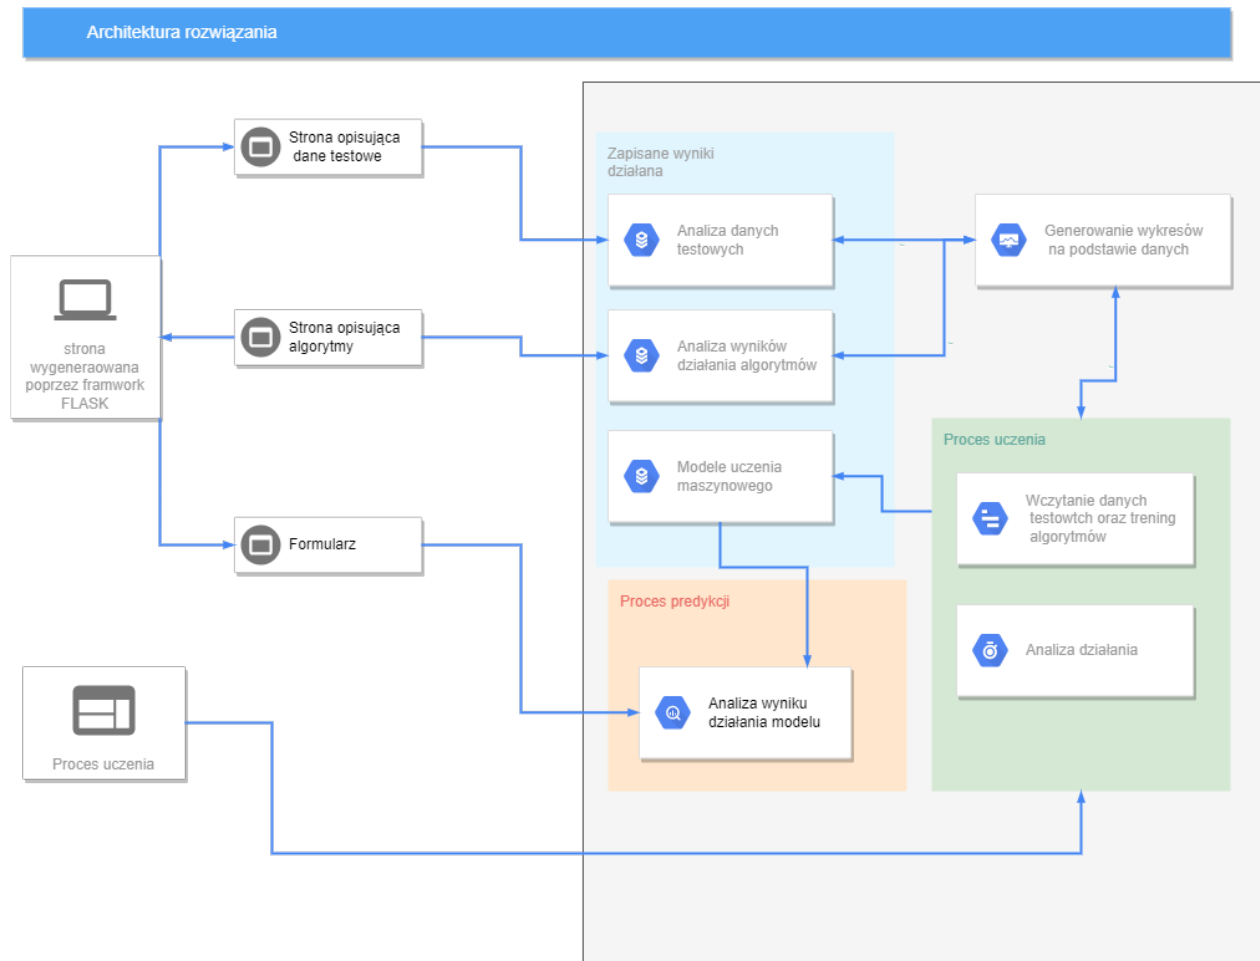 Architektura rozwiązania
Strona opisująca
dane testowe
Zapisane wyniki
działana
Analiza danych
testowych
Generowanie wykresów
na podstawie danych
strona
wygeneraowana
poprzez framwork
FLASK
Strona opisująca
algorytmy
Analiza wyników
działania algorytmów
Proces uczenia
Modele uczenia
maszynowego
Wczytanie danych
testowtch oraz trening
algorytmów
Formularz
Proces predykcji
Analiza działania
Analiza wyniku
działania modelu
Proces uczenia